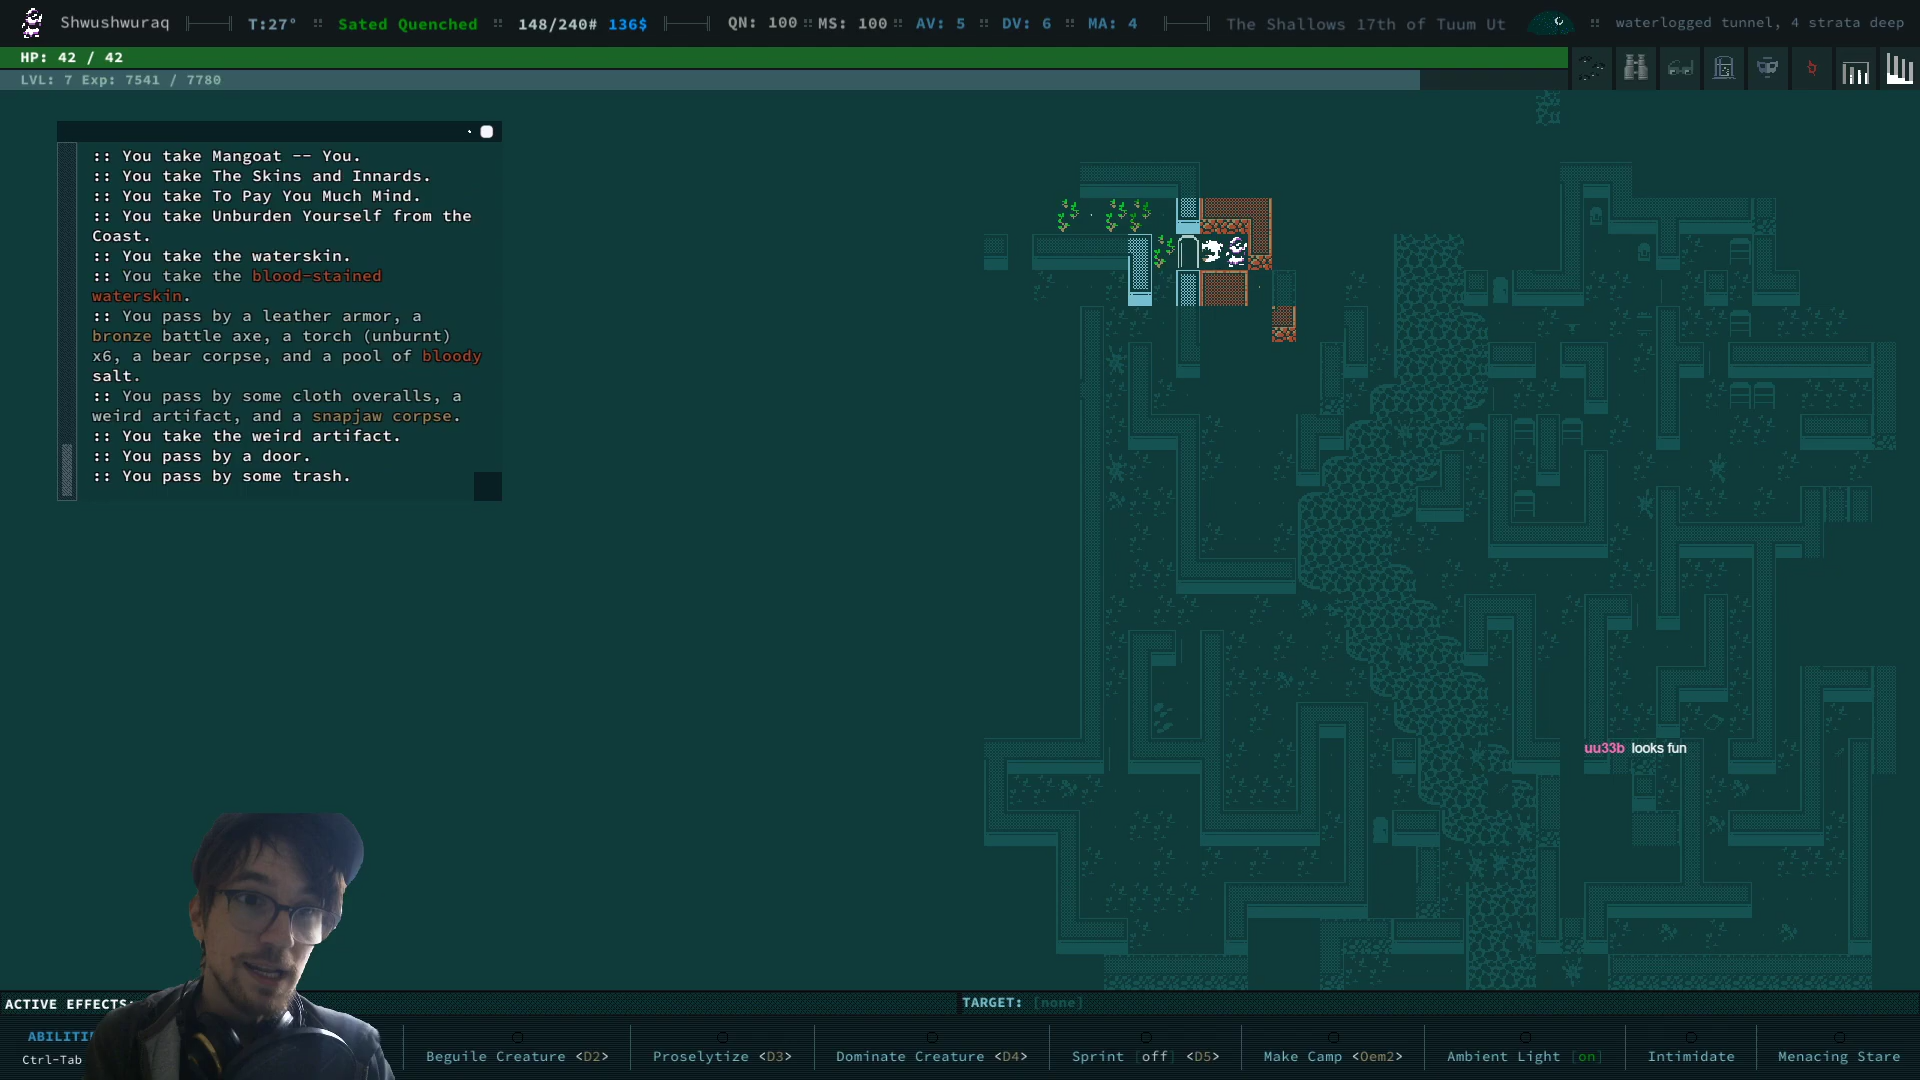 Shwushwuraq T:27° :: Sated Quenched :: 148/240# 136$ QN: 100 :: MS: 100 :: AV: 5 :: DV: 6 :: MA: 4 The Shallows 17th of Tuum Ut :: waterlogged tunnel, 4 strata deep
HP: 42 / 42
LVL: 7 Exp: 7541 / 7780
:: You take Mangoat -- You.
:: You take The Skins and Innards.
:: You take To Pay You Much Mind.
:: You take Unburden Yourself from the
Coast.
:: You take the waterskin.
:: You take the blood-stained
waterskin.
:: You pass by a leather armor, a
bronze battle axe, a torch (unburnt)
x6, a bear corpse, and a pool of bloody
salt.
:: You pass by some cloth overalls, a
weird artifact, and a snapjaw corpse.
:: You take the weird artifact.
:: You pass by a door.
:: You pass by some trash.
uu33b looks fun
ACTIVE EFFECTS: TARGET: [none]
Ctrl-Tab Beguile Creature <D2> Proselytize <D3> Dominate Creature <D4> Sprint [off] <D5> Make Camp <Oem2> Ambient Light [on] Intimidate Menacing Stare